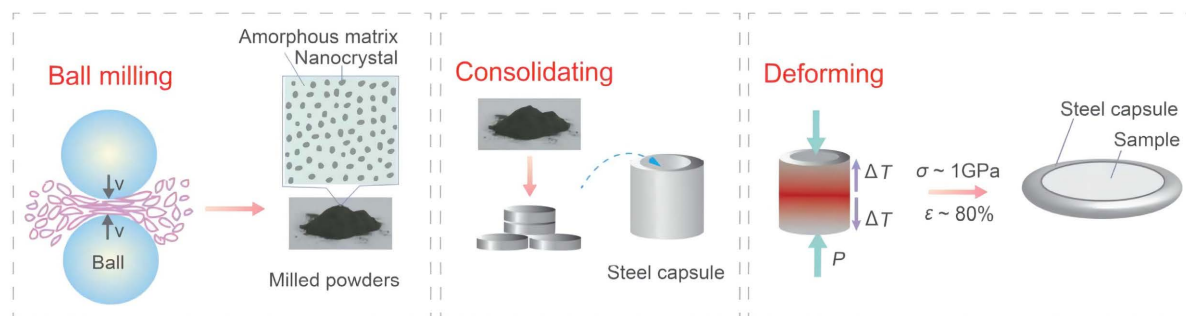 Ball milling
Amorphous matrix
Nanocrystal
v
v
Ball
Milled powders
Consolidating
Steel capsule
Deforming
ΔT
ΔT
P
σ ~ 1GPa
ε ~ 80%
Steel capsule
Sample